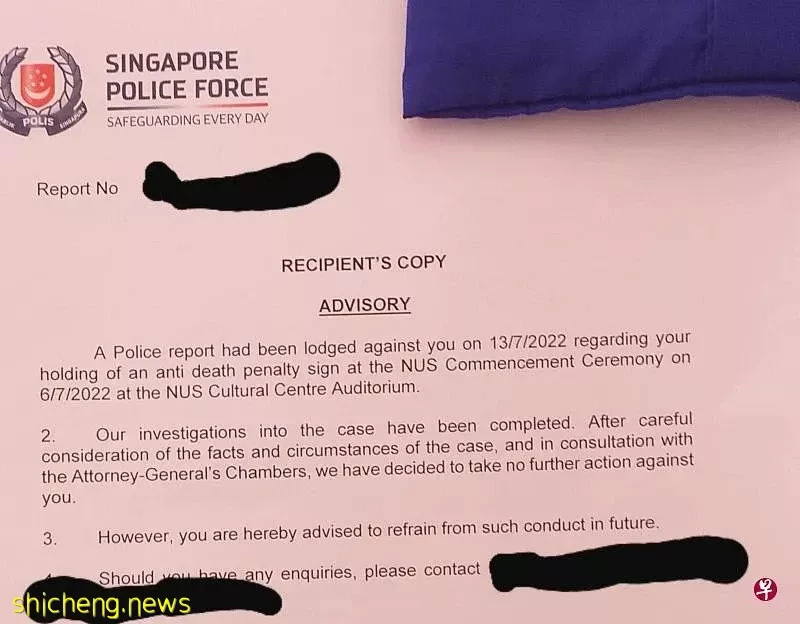 SINGAPORE
POLICE FORCE
SAFEGUARDING EVERY DAY
POLIS
SINGAPURA
Report No
RECIPIENT'S COPY
ADVISORY
A Police report had been lodged against you on 13/7/2022 regarding your
holding of an anti death penalty sign at the NUS Commencement Ceremony on
6/7/2022 at the NUS Cultural Centre Auditorium.
2. Our investigations into the case have been completed. After careful
consideration of the facts and circumstances of the case, and in consultation with
the Attorney-General's Chambers, we have decided to take no further action against
you.
3. However, you are hereby advised to refrain from such conduct in future.
Should you have any enquiries, please contact
shicheng.news
早